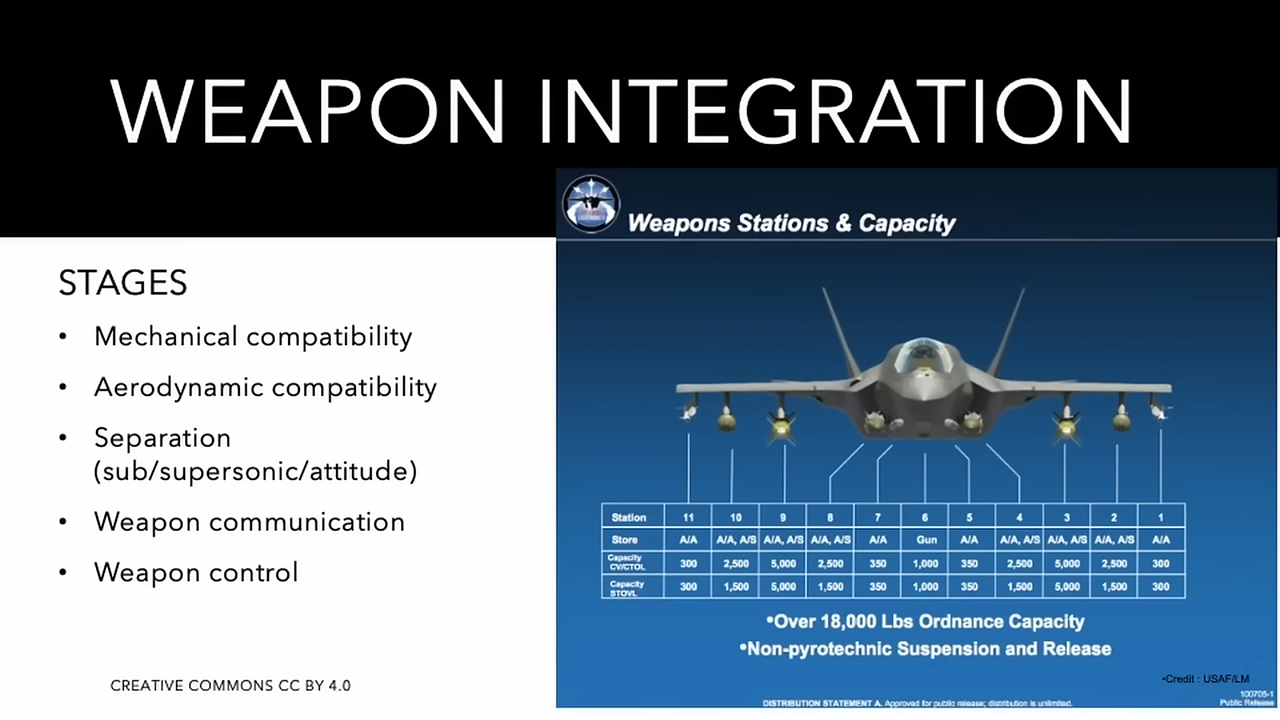 WEAPON INTEGRATION
Weapons Stations & Capacity
STAGES
• Mechanical compatibility
• Aerodynamic compatibility
• Separation
(sub/supersonic/attitude)
• Weapon communication
• Weapon control
Station 11 10 9 8 7 6 5 4 3 2 1
Store A/A A/A, A/S A/A, A/S A/A, A/S A/A Gun A/A A/A, A/S A/A, A/S A/A, A/S A/A
Capacity CV/CTOL 300 2,500 5,000 2,500 350 1,000 350 2,500 5,000 2,500 300
Capacity STOVL 300 1,500 5,000 1,500 350 1,000 350 1,500 5,000 1,500 300
•Over 18,000 Lbs Ordnance Capacity
•Non-pyrotechnic Suspension and Release
•Credit : USAF/LM
100705-1
Public Release
DISTRIBUTION STATEMENT A. Approved for public release; distribution is unlimited.
CREATIVE COMMONS CC BY 4.0